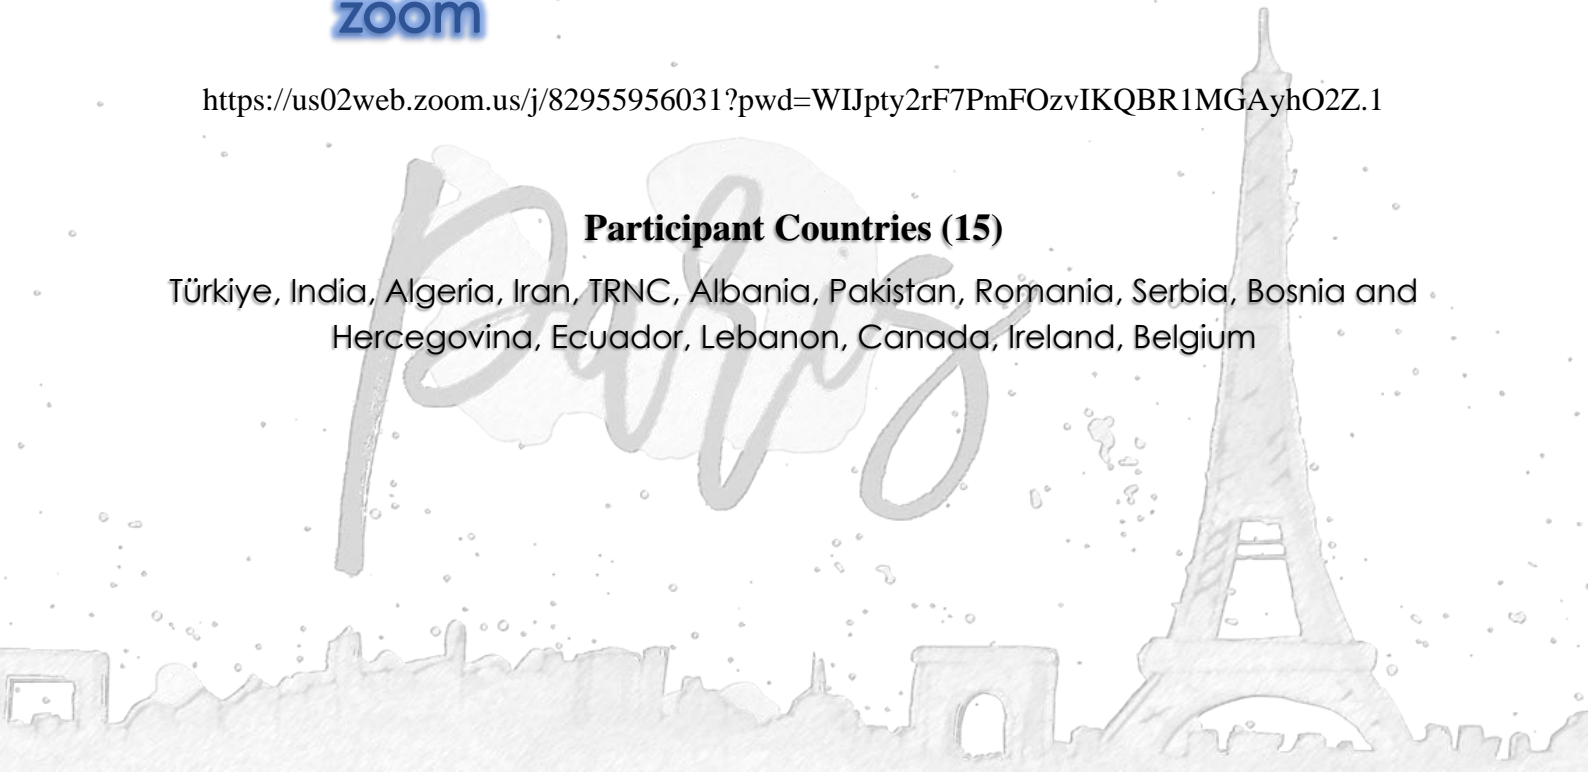 zoom
https://us02web.zoom.us/j/82955956031?pwd=WIJpty2rF7PmFOzvIKQBR1MGAyhO2Z.1
Participant Countries (15)
Türkiye, India, Algeria, Iran, TRNC, Albania, Pakistan, Romania, Serbia, Bosnia and
Hercegovina, Ecuador, Lebanon, Canada, Ireland, Belgium
paris